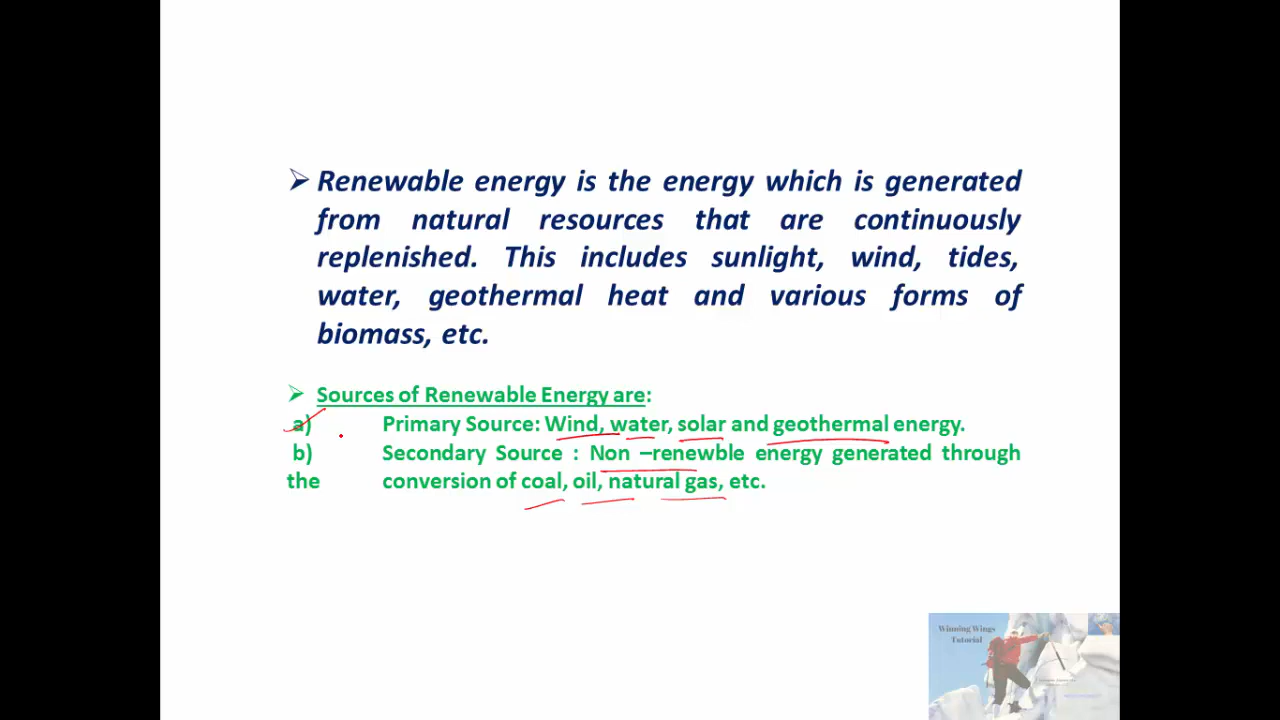 Renewable energy is the energy which is generated
from natural resources that are continuously
replenished. This includes sunlight, wind, tides,
water, geothermal heat and various forms of
biomass, etc.
Sources of Renewable Energy are:
a) Primary Source: Wind, water, solar and geothermal energy.
b) Secondary Source : Non –renewble energy generated through
the conversion of coal, oil, natural gas, etc.
Winning Wings
Tutorial